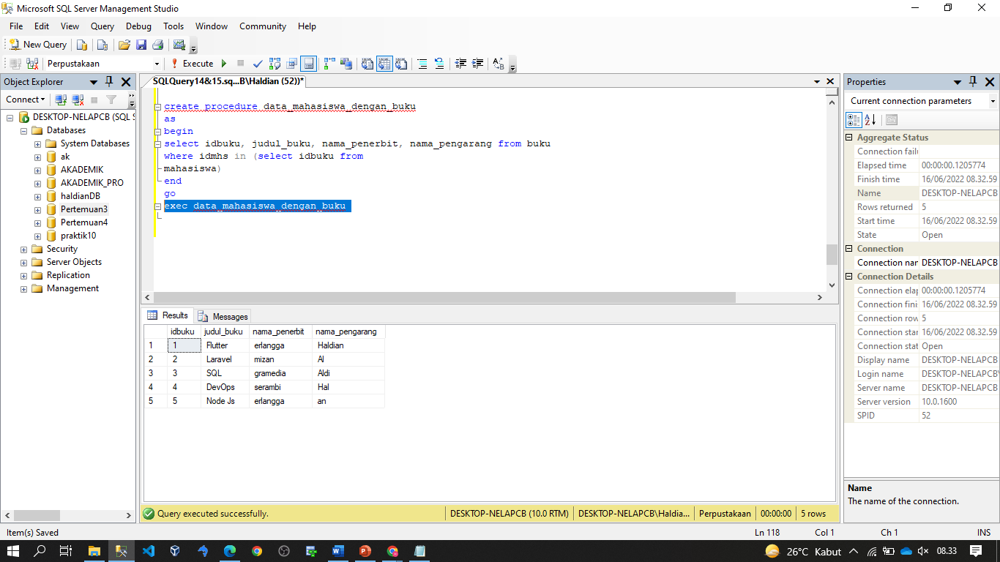 Microsoft SQL Server Management Studio
File Edit View Query Debug Tools Window Community Help
New Query
Perpustakaan Execute
Object Explorer
Connect
DESKTOP-NELAPCB (SQL S
Databases
System Databases
ak
AKADEMIK
AKADEMIK_PRO
haldianDB
Pertemuan3
Pertemuan4
praktik10
Security
Server Objects
Replication
Management
SQLQuery14&15.sq...B\Haldian (52))*
create procedure data_mahasiswa_dengan_buku
as
begin
select idbuku, judul_buku, nama_penerbit, nama_pengarang from buku
where idmhs in (select idbuku from
mahasiswa)
end
go
exec data_mahasiswa_dengan_buku
Results Messages
idbuku judul_buku nama_penerbit nama_pengarang
1 1 Flutter erlangga Haldian
2 2 Laravel mizan Al
3 3 SQL gramedia Aldi
4 4 DevOps serambi Hal
5 5 Node Js erlangga an
Query executed successfully. DESKTOP-NELAPCB (10.0 RTM) DESKTOP-NELAPCB\Haldia... Perpustakaan 00:00:00 5 rows
Properties
Current connection parameters
Aggregate Status
Connection faile
Elapsed time 00:00:00.1205774
Finish time 16/06/2022 08.32.59
Name DESKTOP-NELAPCB
Rows returned 5
Start time 16/06/2022 08.32.59
State Open
Connection
Connection nar DESKTOP-NELAPCB
Connection Details
Connection elap 00:00:00.1205774
Connection fini 16/06/2022 08.32.59
Connection row 5
Connection star 16/06/2022 08.32.59
Connection stat Open
Display name DESKTOP-NELAPCB
Login name DESKTOP-NELAPCB\
Server name DESKTOP-NELAPCB
Server version 10.0.1600
SPID 52
Name
The name of the connection.
Item(s) Saved Ln 118 Col 1 Ch 1 INS
26°C Kabut 08.33